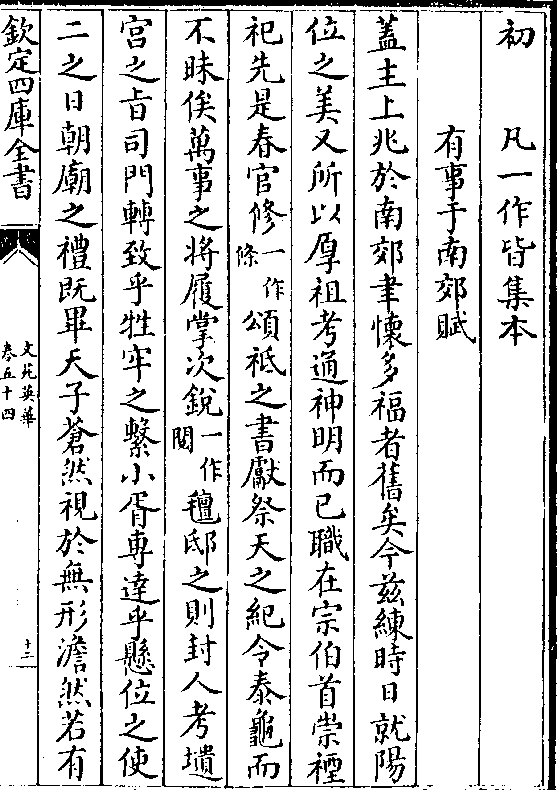 初　凡一作皆集本
有事于南郊賦
蓋主上兆於南郊聿懷多福者舊矣今茲練時日就陽
位之美又所以厚祖考通神明而已職在宗伯首崇禋
祀先是春官修一作條頌祇之書獻祭天之紀令泰龜而
不昧俟萬事之將履掌次銳一作閱氊邸之則封人考壝
宮之旨司門轉致乎牲牢之繫小胥專達乎懸位之使
二之日朝廟之禮既畢天子蒼然視於無形澹然若有
欽定四庫全書
文苑英華
卷五十四
十二